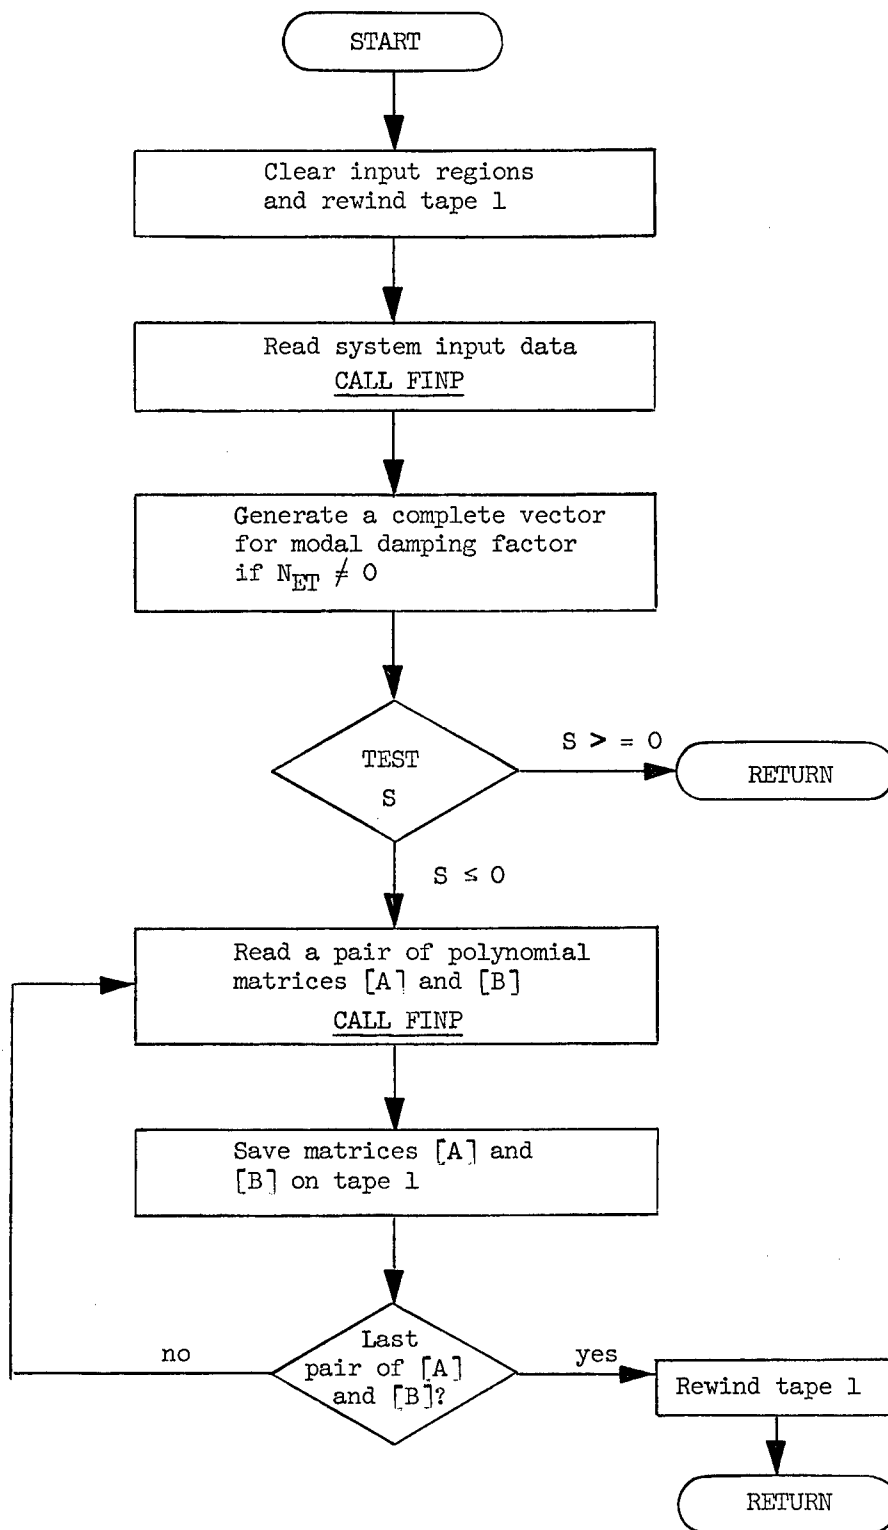 START
Clear input regions
and rewind tape 1
Read system input data
CALL FINP
Generate a complete vector
for modal damping factor
if N_ET ≠ 0
TEST
S
S > = 0
RETURN
S ≤ 0
Read a pair of polynomial
matrices [A] and [B]
CALL FINP
Save matrices [A] and
[B] on tape 1
Last
pair of [A]
and [B]?
no
yes
Rewind tape 1
RETURN